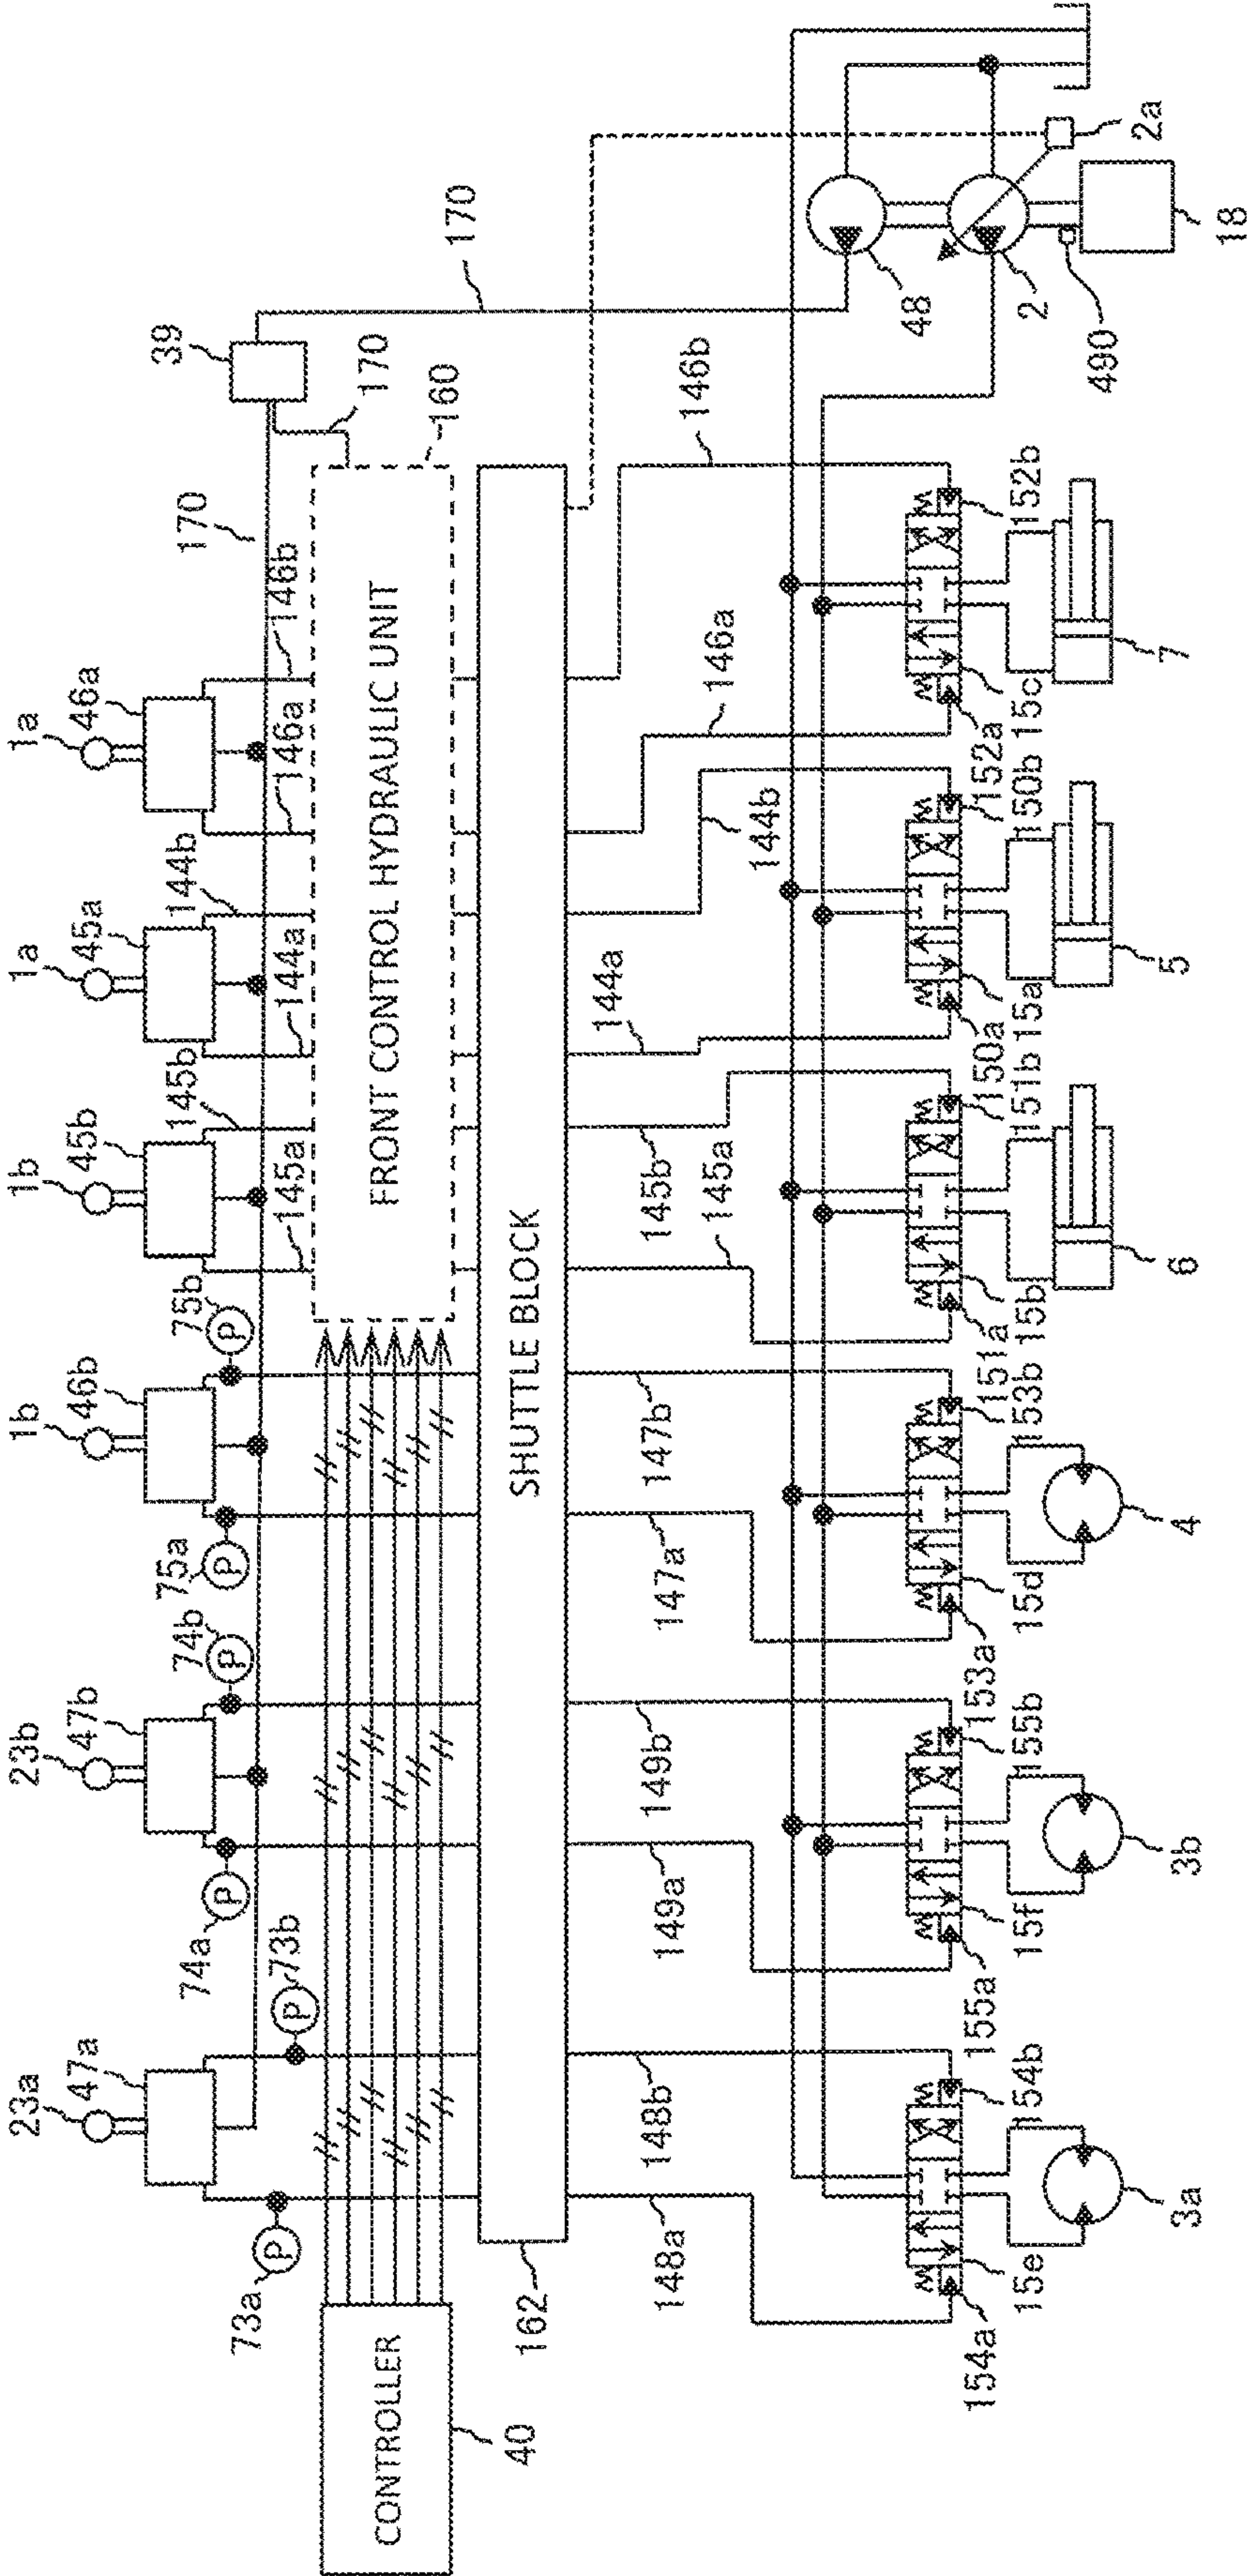 23a
47a
23b
47b
1b
46b
1b
45b
1a
45a
1a
46a
39
73a
P
73b
P
74a
P
74b
P
75a
P
75b
P
145a
145b
144a
144b
146a
146b
170
170
170
160
CONTROLLER
40
FRONT CONTROL HYDRAULIC UNIT
SHUTTLE BLOCK
162
148a
148b
149a
149b
147a
147b
145b
145a
144a
144b
146a
146b
48
2
490
2a
18
154a
15e
154b
3a
155a
15f
155b
3b
153a
15d
153b
4
151a
15b
151b
6
150a
15a
150b
5
152a
15c
152b
7